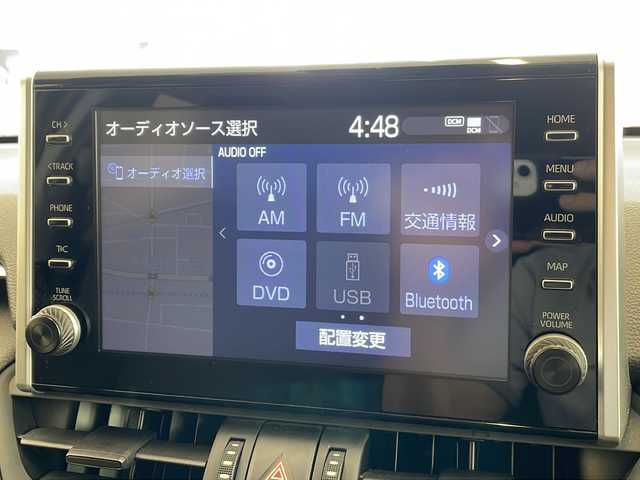 CH >
< TRACK
PHONE
T·C
TUNE
SCROLL
オーディオソース選択
4:48
DCM
DCM
オーディオ選択
AUDIO OFF
AM
FM
交通情報
DVD
USB
Bluetooth
配置変更
HOME
MENU
AUDIO
MAP
POWER
VOLUME